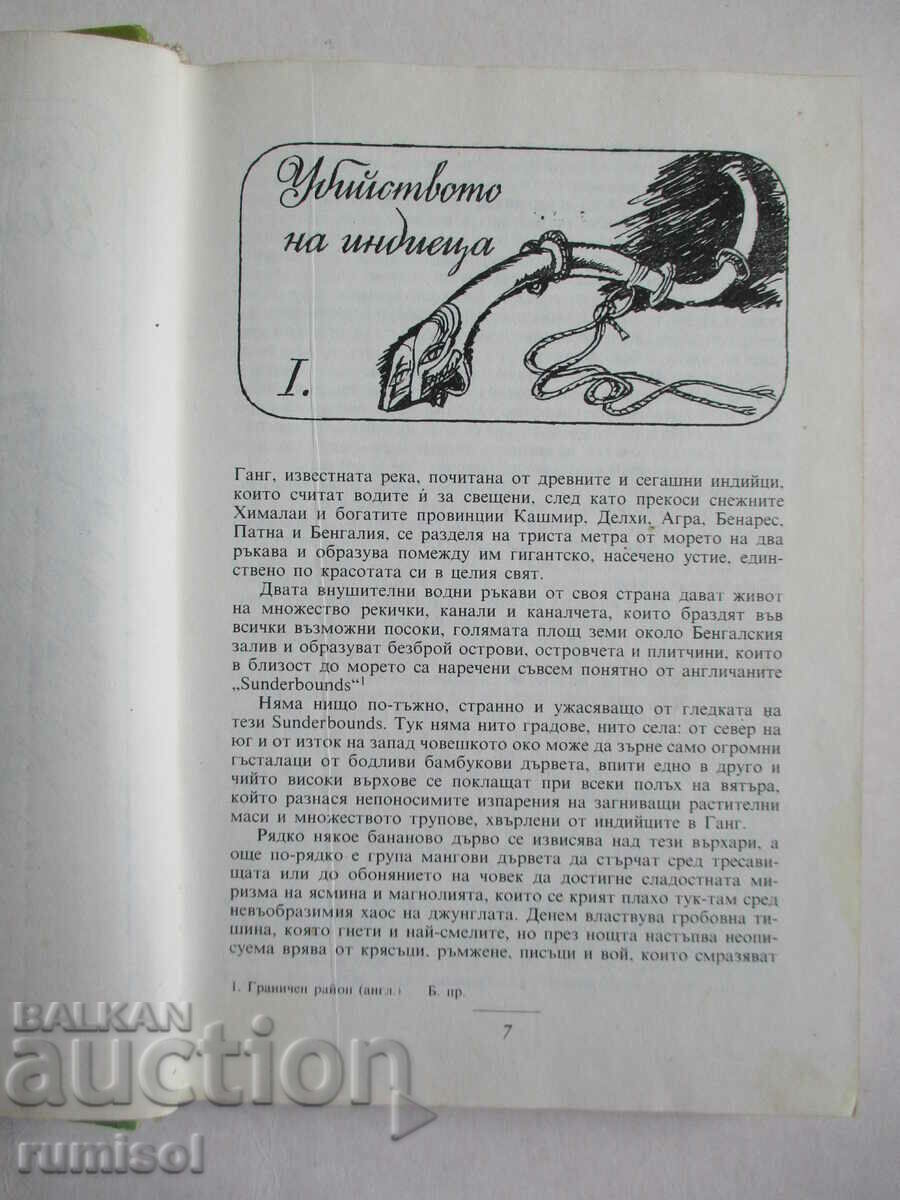 Убийството
на индиеца
I.
Ганг, известната река, почитана от древните и сегашни индийци,
които считат водите ѝ за свещени, след като прекоси снежните
Хималаи и богатите провинции Кашмир, Делхи, Агра, Бенарес,
Патна и Бенгалия, се разделя на триста метра от морето на два
ръкава и образува помежду им гигантско, насечено устие, един-
ствено по красотата си в целия свят.
Двата внушителни водни ръкави от своя страна дават живот
на множество рекички, канали и каналчета, които браздят във
всички възможни посоки, голямата площ земи около Бенгалския
залив и образуват безброй острови, островчета и плитчини, които
в близост до морето са наречени съвсем понятно от англичаните
„Sunderbounds“¹
Няма нищо по-тъжно, странно и ужасяващо от гледката на
тези Sunderbounds. Тук няма нито градове, нито села: от север на
юг и от изток на запад човешкото око може да зърне само огромни
гъсталаци от бодливи бамбукови дървета, впити едно в друго и
чийто високи върхове се поклащат при всеки полъх на вятъра,
който разнася непоносимите изпарения на загниващи растителни
маси и множеството трупове, хвърлени от индийците в Ганг.
Рядко някое бананово дърво се извисява над тези върхари, а
още по-рядко е група мангови дървета да стърчат сред тресави-
щата или до обонянието на човек да достигне сладостната ми-
ризма на ясмина и магнолията, които се крият плахо тук-там сред
невъобразимия хаос на джунглата. Денем властвува гробовна ти-
шина, която гнети и най-смелите, но през нощта настъпва неопи-
суема врява от крясъци, ръмжене, писъци и вой, които смразяват
1. Граничен район (англ.) Б. пр.
7
BALKAN
auction
rumisol